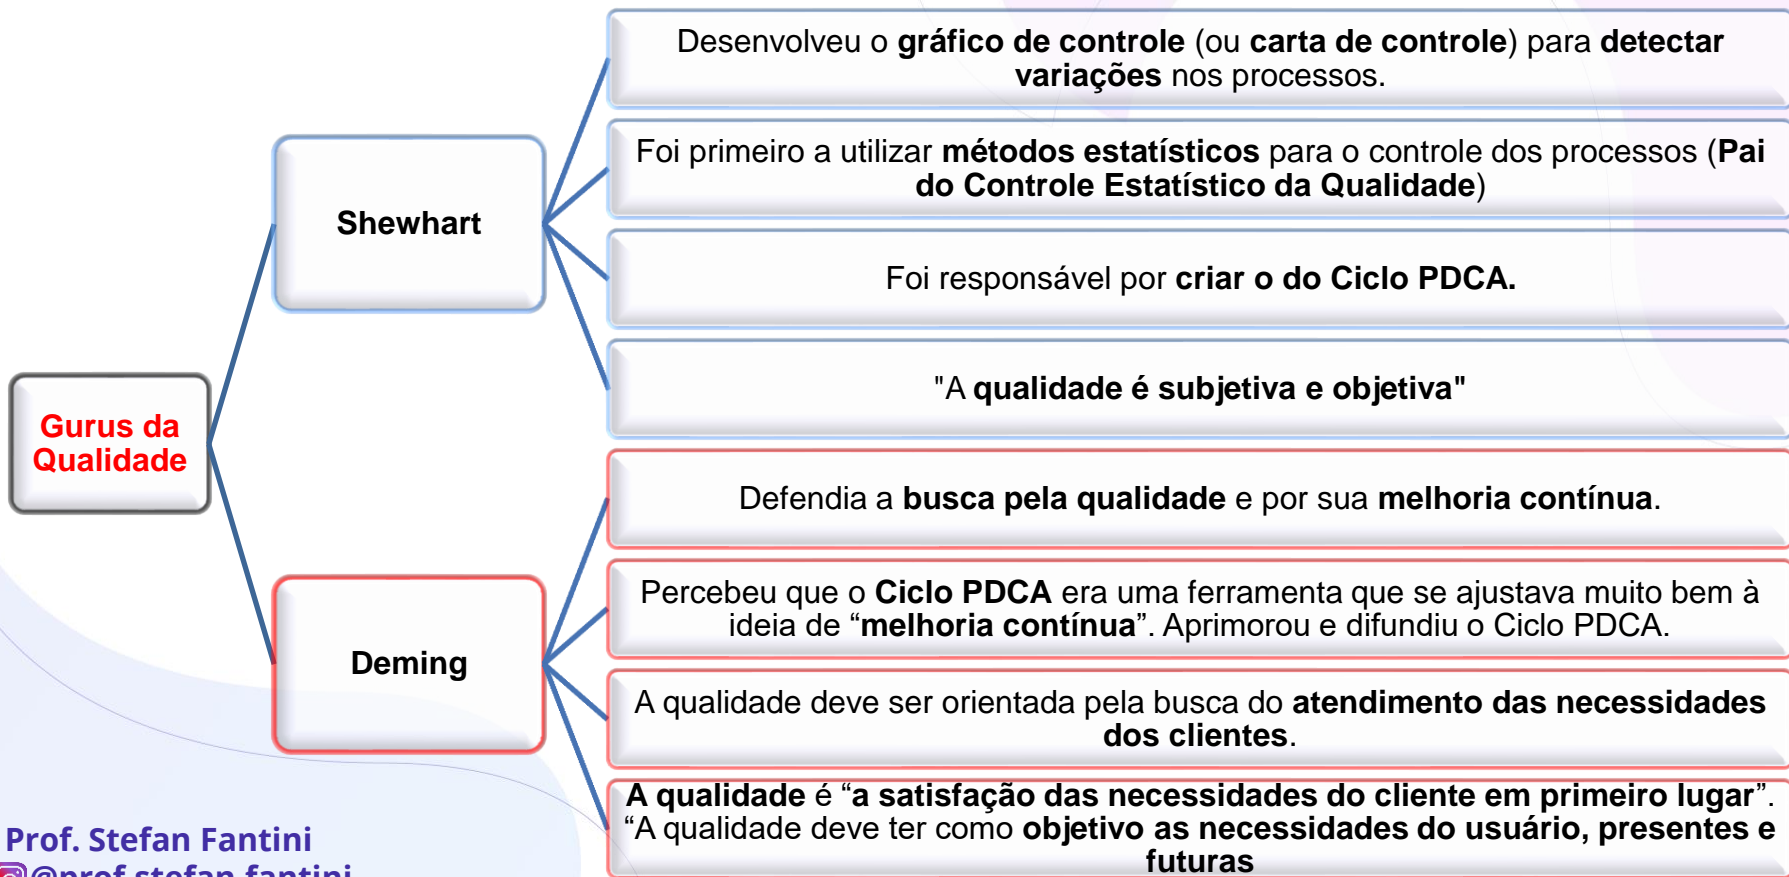 Desenvolveu o gráfico de controle (ou carta de controle) para detectar
variações nos processos.
Foi primeiro a utilizar métodos estatísticos para o controle dos processos (Pai
do Controle Estatístico da Qualidade)
Shewhart
Foi responsável por criar o do Ciclo PDCA.
"A qualidade é subjetiva e objetiva"
Gurus da
Qualidade
Defendia a busca pela qualidade e por sua melhoria contínua.
Percebeu que o Ciclo PDCA era uma ferramenta que se ajustava muito bem à
ideia de “melhoria contínua”. Aprimorou e difundiu o Ciclo PDCA.
Deming
A qualidade deve ser orientada pela busca do atendimento das necessidades
dos clientes.
A qualidade é “a satisfação das necessidades do cliente em primeiro lugar”.
“A qualidade deve ter como objetivo as necessidades do usuário, presentes e
futuras
Prof. Stefan Fantini
@prof.stefan.fantini